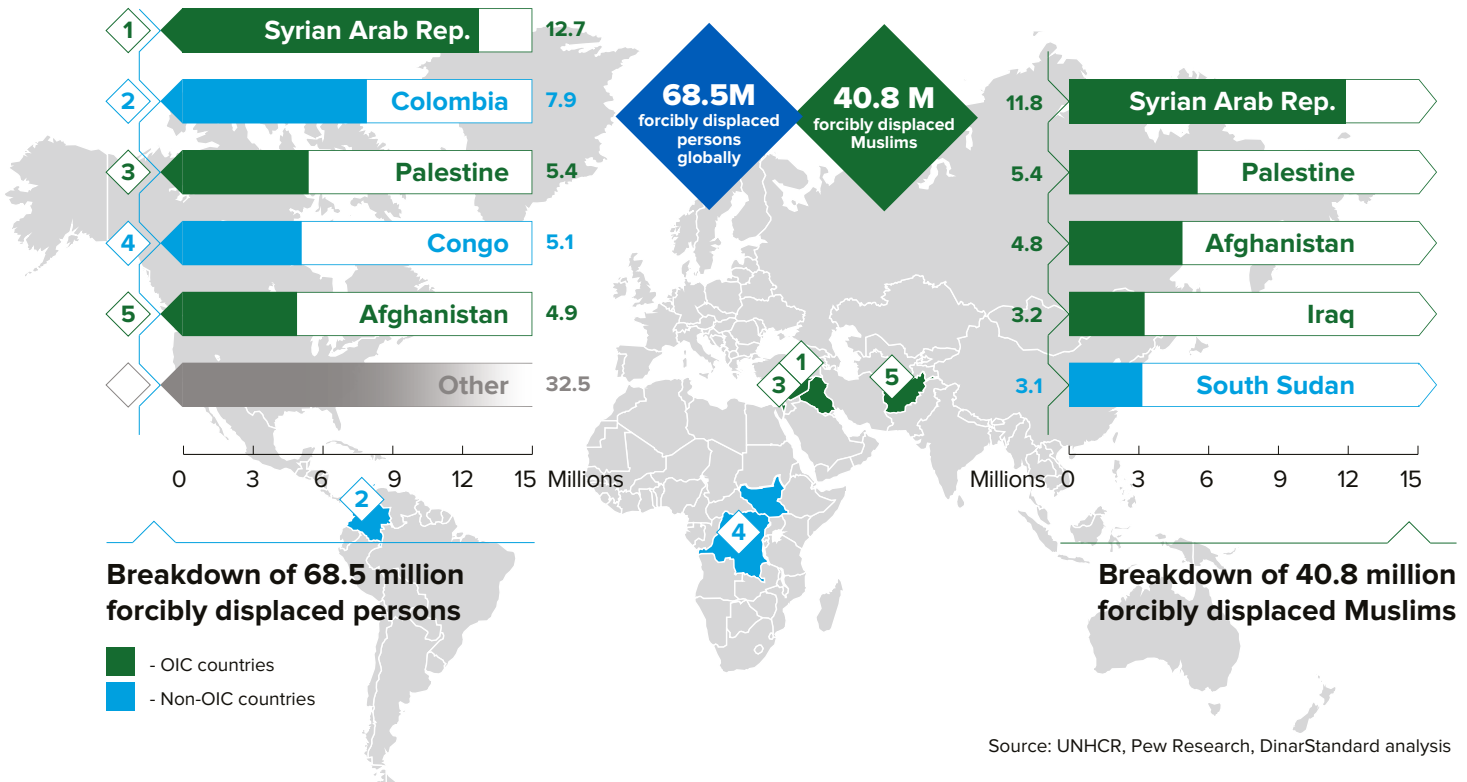 1
Syrian Arab Rep.
12.7
2
Colombia
7.9
3
Palestine
5.4
4
Congo
5.1
5
Afghanistan
4.9
Other
32.5
0 3 6 9 12 15 Millions
68.5M
forcibly displaced
persons
globally
40.8 M
forcibly displaced
Muslims
11.8
Syrian Arab Rep.
5.4
Palestine
4.8
Afghanistan
3.2
Iraq
3.1
South Sudan
Millions 0 3 6 9 12 15
1
3
5
2
4
Breakdown of 68.5 million
forcibly displaced persons
- OIC countries
- Non-OIC countries
Breakdown of 40.8 million
forcibly displaced Muslims
Source: UNHCR, Pew Research, DinarStandard analysis